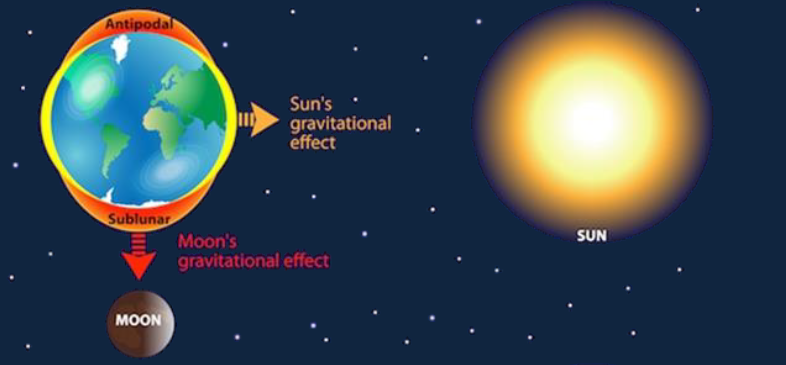 Antipodal
Sun's
gravitational
effect
Sublunar
SUN
Moon's
gravitational effect
MOON